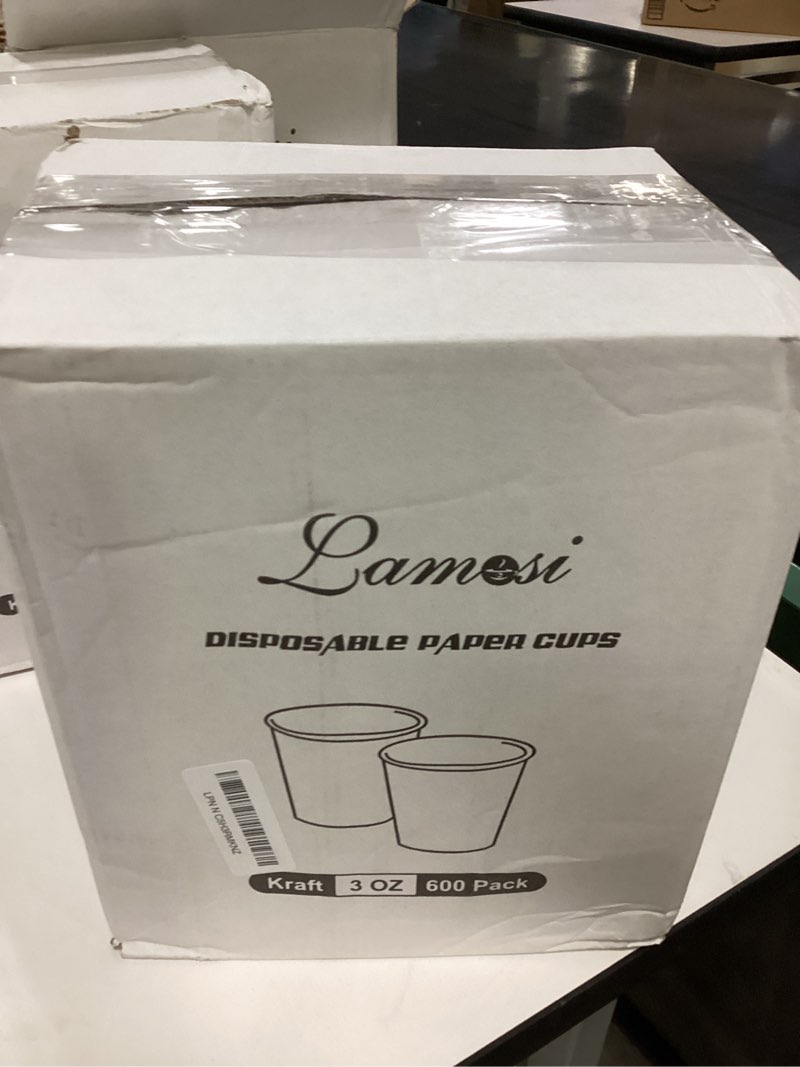 Lamosi
DISPOSABLE PAPER CUPS
Kraft 3 OZ 600 Pack